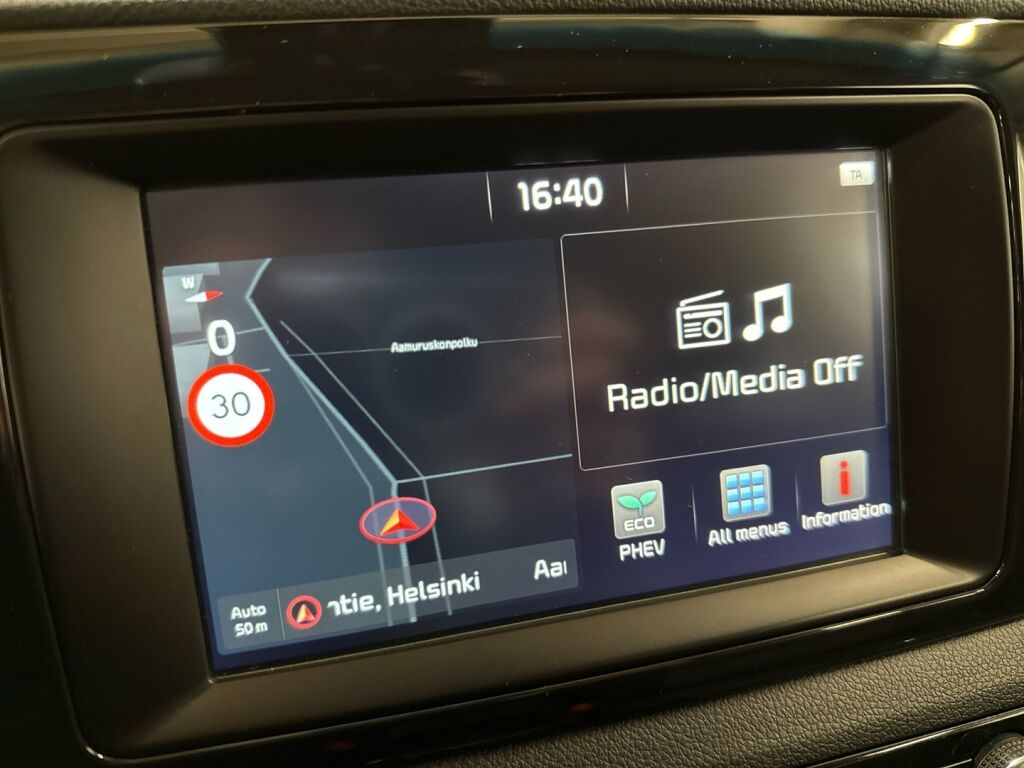 16:40
TA
W
0
30
Aamuruskonpolku
Radio/Media Off
ECO
PHEV
All menus
i
Information
Auto
50 m
ntie, Helsinki
Aa